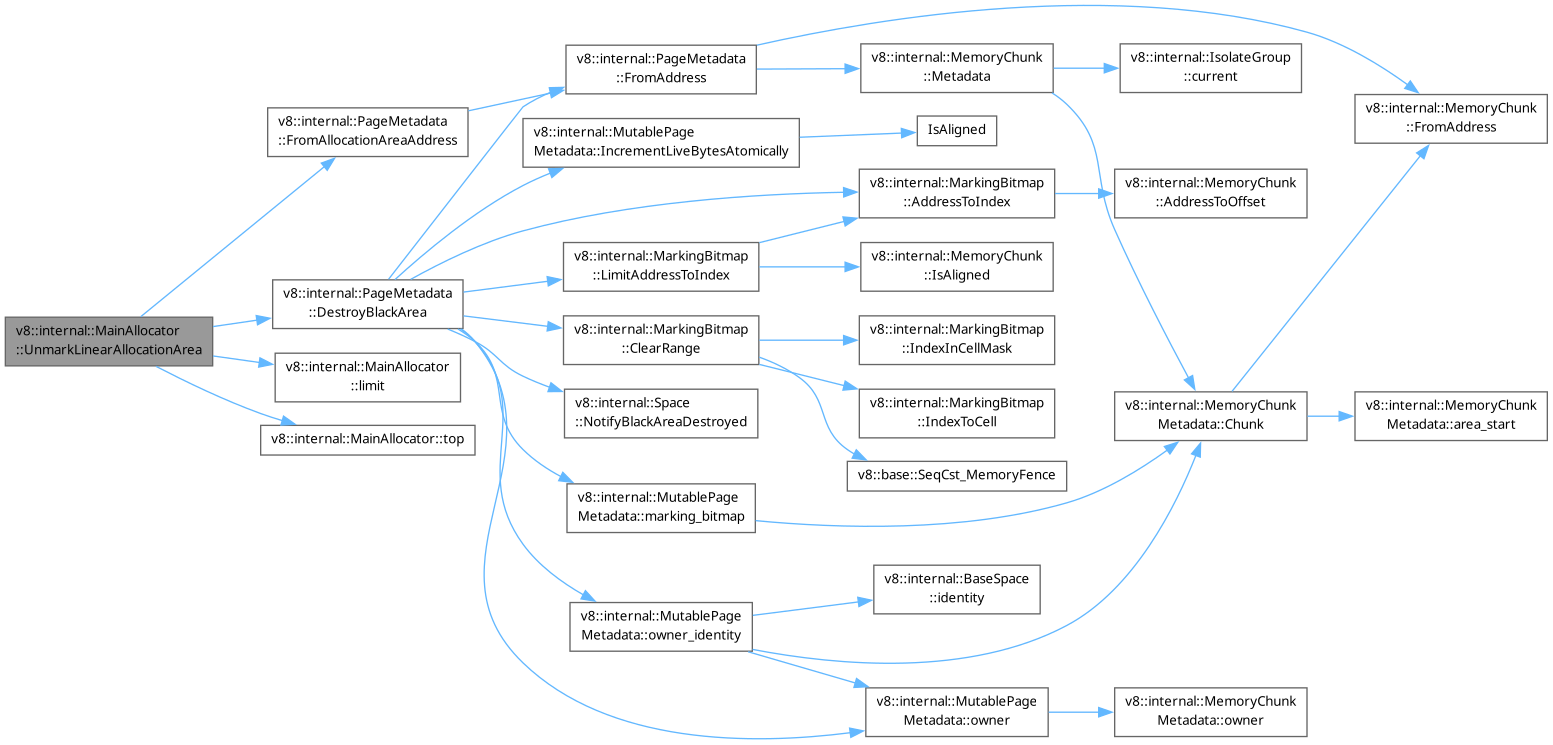 v8::internal::MainAllocator
::UnmarkLinearAllocationArea
v8::internal::PageMetadata
::FromAllocationAreaAddress
v8::internal::PageMetadata
::DestroyBlackArea
v8::internal::MainAllocator
::limit
v8::internal::MainAllocator::top
v8::internal::PageMetadata
::FromAddress
v8::internal::MutablePage
Metadata::IncrementLiveBytesAtomically
v8::internal::MarkingBitmap
::LimitAddressToIndex
v8::internal::MarkingBitmap
::ClearRange
v8::internal::Space
::NotifyBlackAreaDestroyed
v8::internal::MutablePage
Metadata::marking_bitmap
v8::internal::MutablePage
Metadata::owner_identity
v8::internal::MemoryChunk
::Metadata
IsAligned
v8::internal::MarkingBitmap
::AddressToIndex
v8::internal::MemoryChunk
::IsAligned
v8::internal::MarkingBitmap
::IndexInCellMask
v8::internal::MarkingBitmap
::IndexToCell
v8::base::SeqCst_MemoryFence
v8::internal::BaseSpace
::identity
v8::internal::MutablePage
Metadata::owner
v8::internal::IsolateGroup
::current
v8::internal::MemoryChunk
::AddressToOffset
v8::internal::MemoryChunk
Metadata::Chunk
v8::internal::MemoryChunk
Metadata::owner
v8::internal::MemoryChunk
::FromAddress
v8::internal::MemoryChunk
Metadata::area_start